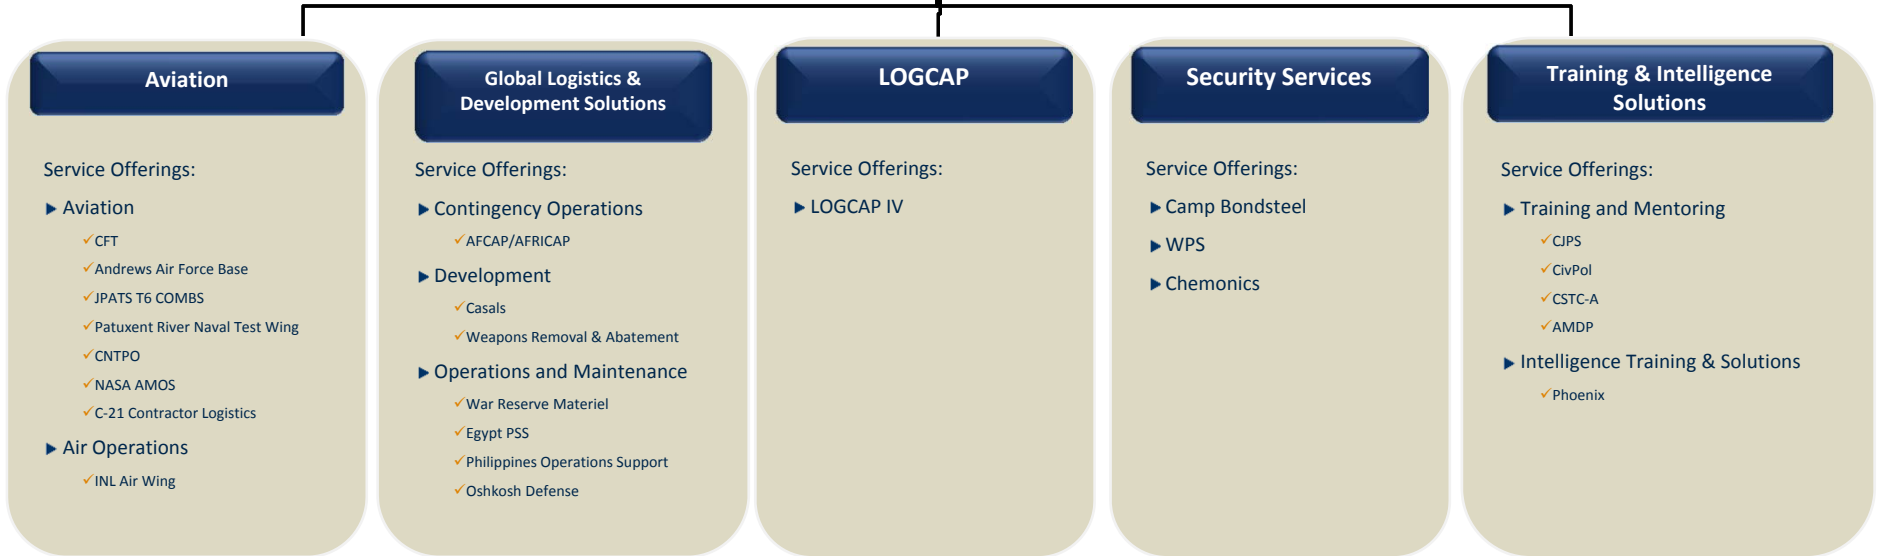 Aviation
Service Offerings:
Aviation
CFT
Andrews Air Force Base
JPATS T6 COMBS
Patuxent River Naval Test Wing
CNTPO
NASA AMOS
C-21 Contractor Logistics
Air Operations
INL Air Wing
Global Logistics &
Development Solutions
Service Offerings:
Contingency Operations
AFCAP/AFRICAP
Development
Casals
Weapons Removal & Abatement
Operations and Maintenance
War Reserve Materiel
Egypt PSS
Philippines Operations Support
Oshkosh Defense
LOGCAP
Service Offerings:
LOGCAP IV
Security Services
Service Offerings:
Camp Bondsteel
WPS
Chemonics
Training & Intelligence
Solutions
Service Offerings:
Training and Mentoring
CJPS
CivPol
CSTC-A
AMDP
Intelligence Training & Solutions
Phoenix